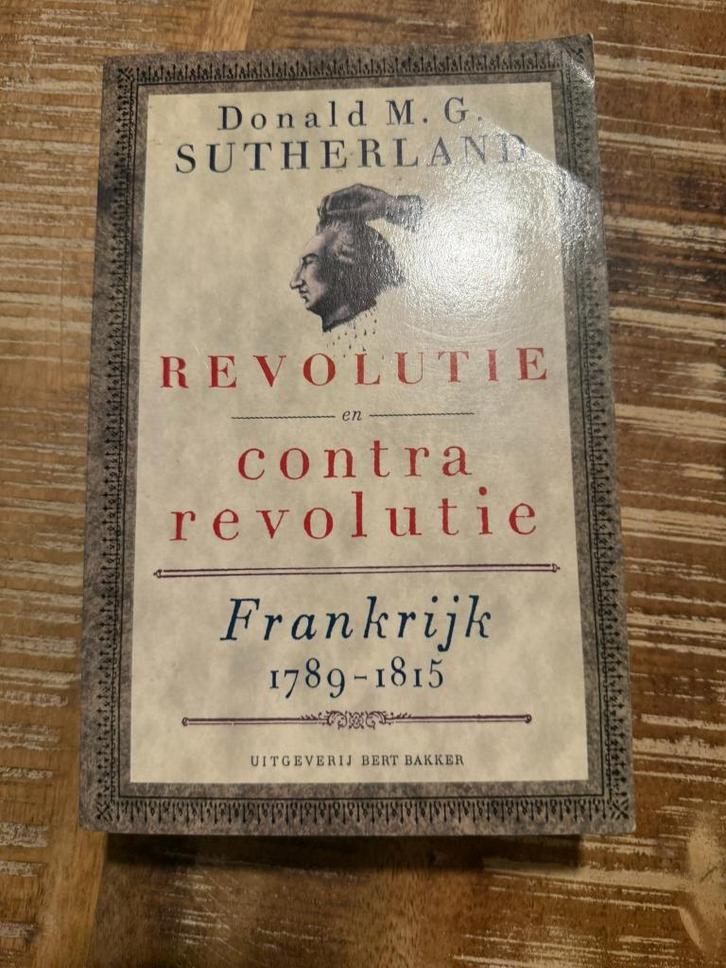 Donald M. G.
SUTHERLAND
REVOLUTIE
en
contra
revolutie
Frankrijk
1789-1815
UITGEVERIJ BERT BAKKER